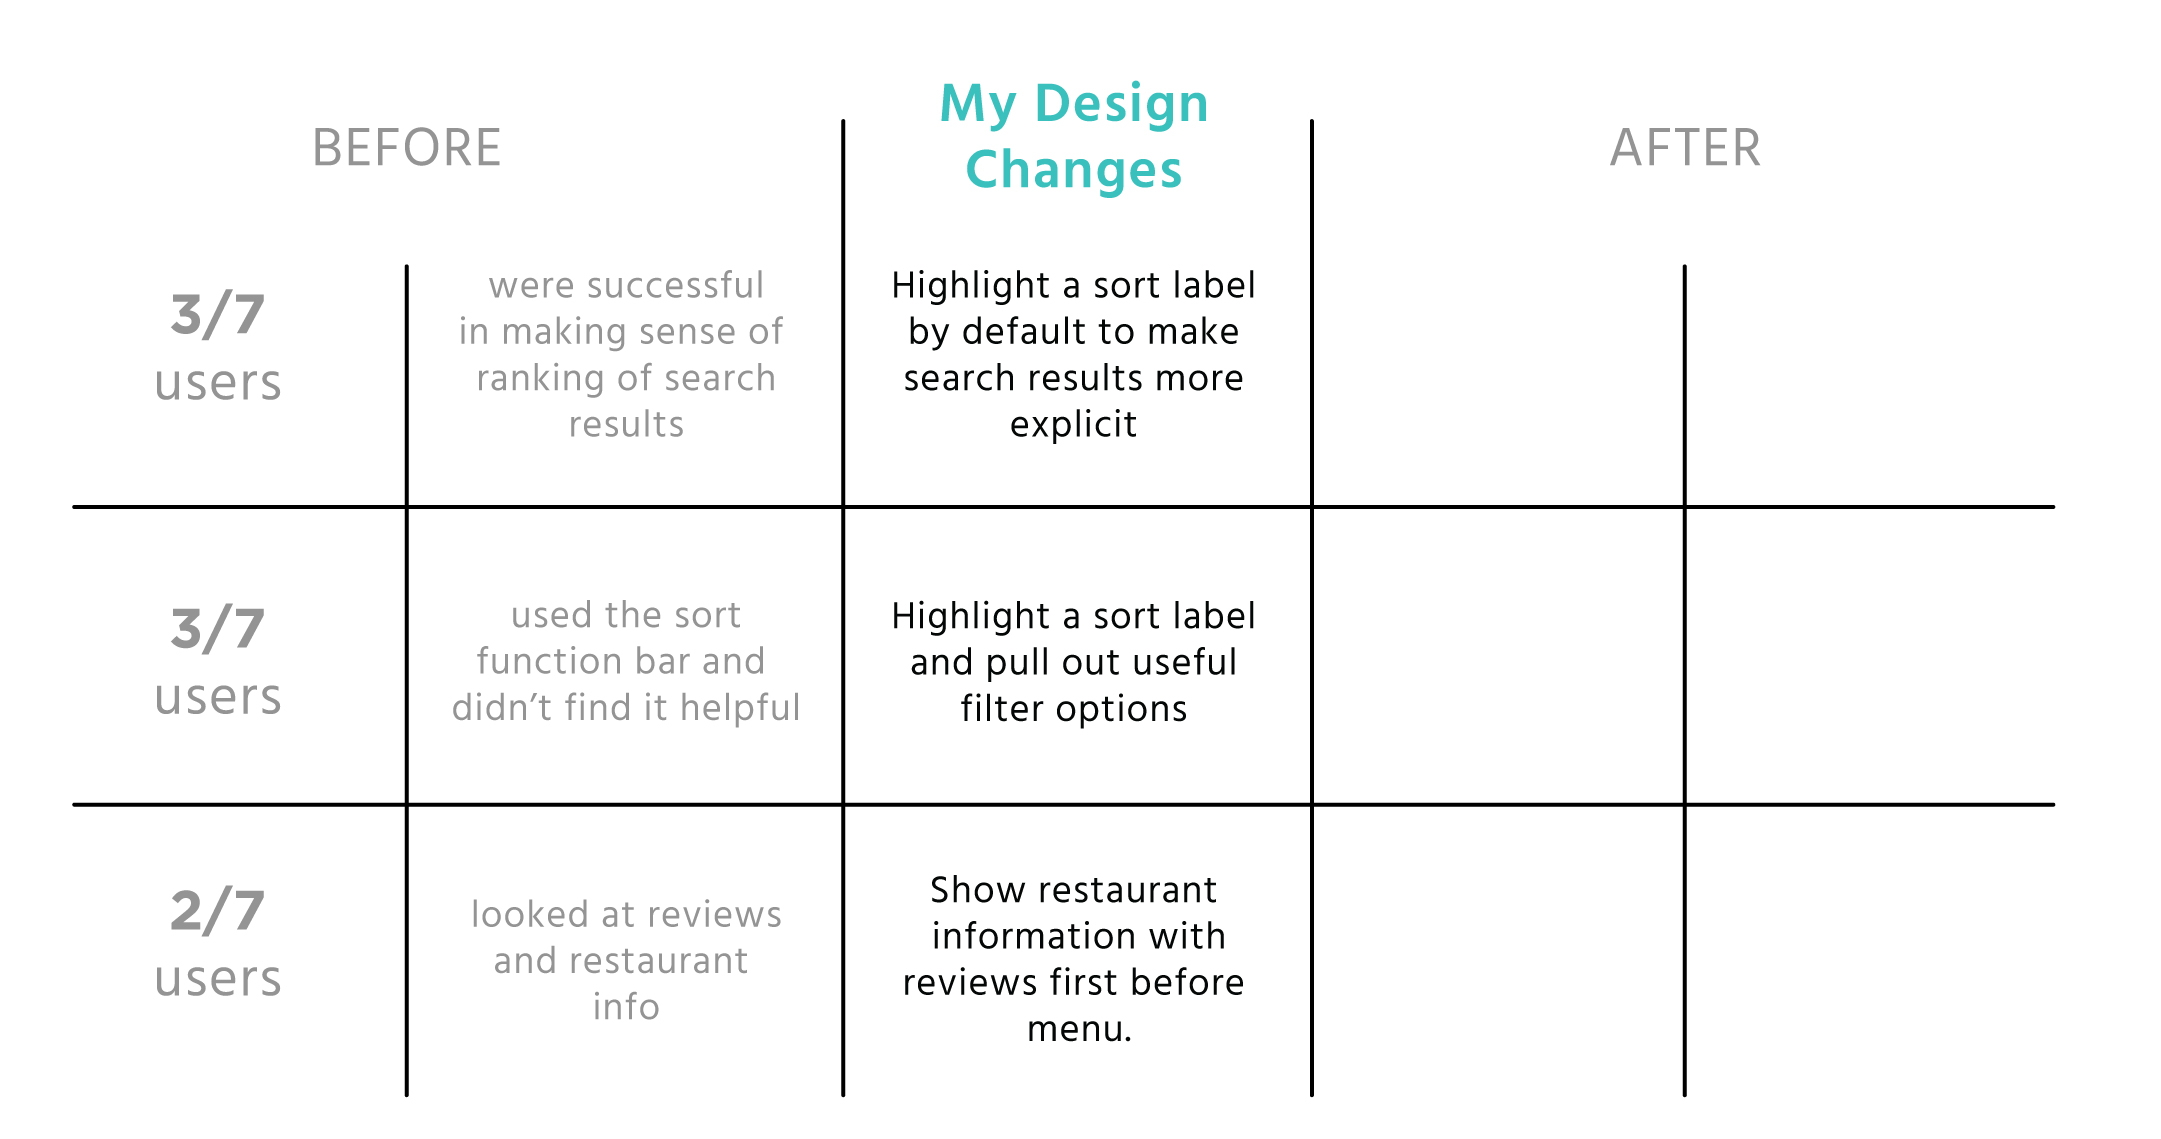 BEFORE
My Design
Changes
AFTER
3/7
users
were successful
in making sense of
ranking of search
results
Highlight a sort label
by default to make
search results more
explicit
3/7
users
used the sort
function bar and
didn’t find it helpful
Highlight a sort label
and pull out useful
filter options
2/7
users
looked at reviews
and restaurant
info
Show restaurant
information with
reviews first before
menu.